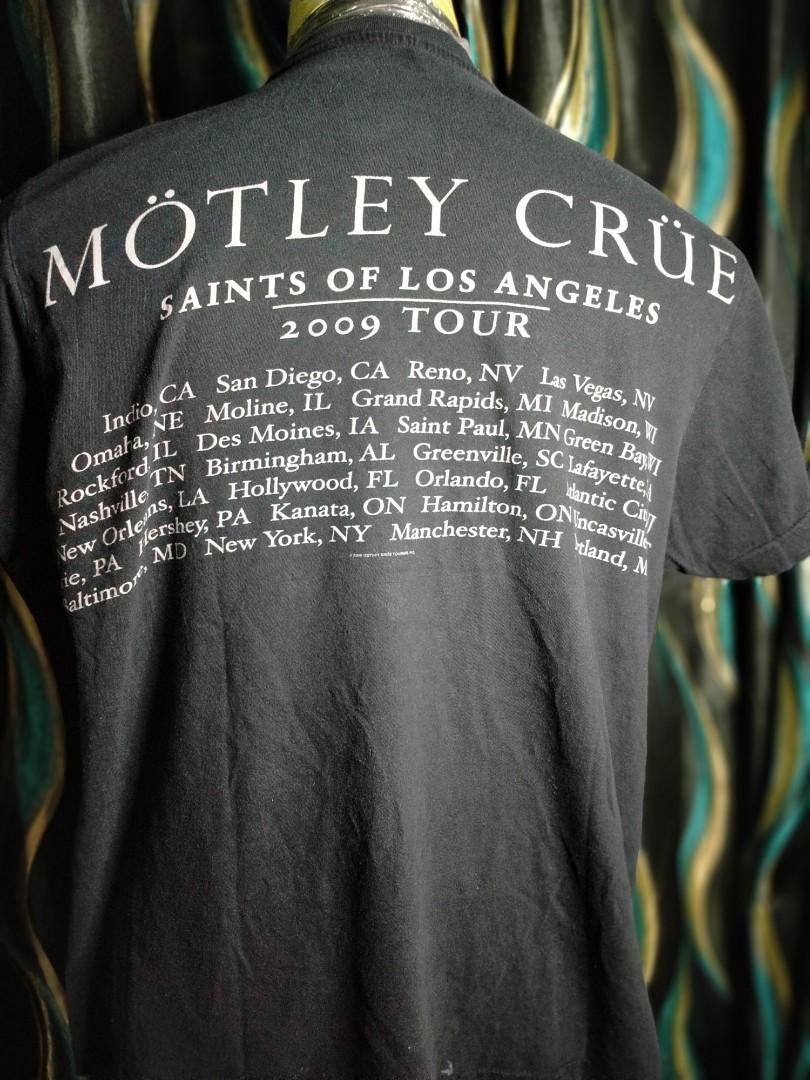 MÖTLEY CRÜE
SAINTS OF LOS ANGELES
2009 TOUR
Indio, CA San Diego, CA Reno, NV Las Vegas, NV
Omaha, NE Moline, IL Grand Rapids, MI Madison, WI
Rockford, IL Des Moines, IA Saint Paul, MN Green Bay, WI
Nashville, TN Birmingham, AL Greenville, SC Lafayette,
New Orleans, LA Hollywood, FL Orlando, FL Atlantic City
Hershey, PA Kanata, ON Hamilton, ON Uncasville
PA
Baltimore, MD New York, NY Manchester, NH